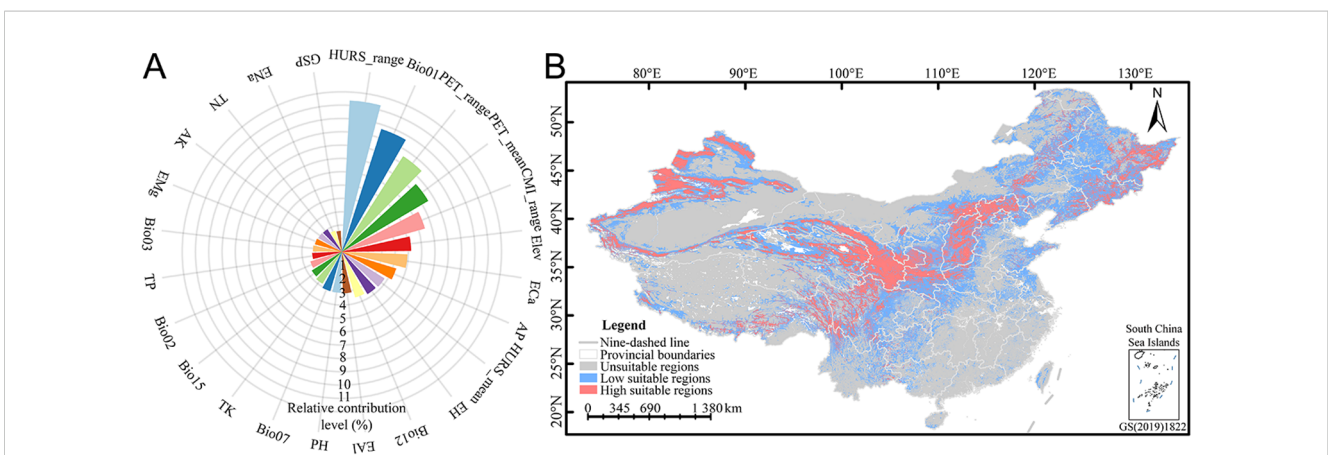 A
HURS_range
Bio01
PET_range
PET_mean
CMI_range
Elev
ECa
AP
HURS_mean
EH
Bio12
EAl
PH
Bio07
TK
Bio15
Bio02
TP
Bio03
EMg
AK
TN
ENa
GSP
1
2
3
4
5
6
7
8
9
10
11
Relative contribution
level (%)
B
80°E 90°E 100°E 110°E 120°E 130°E
50°N
45°N
40°N
35°N
30°N
25°N
20°N
N
Legend
Nine-dashed line
Provincial boundaries
Unsuitable regions
Low suitable regions
High suitable regions
0 345 690 1 380 km
South China
Sea Islands
GS(2019)1822